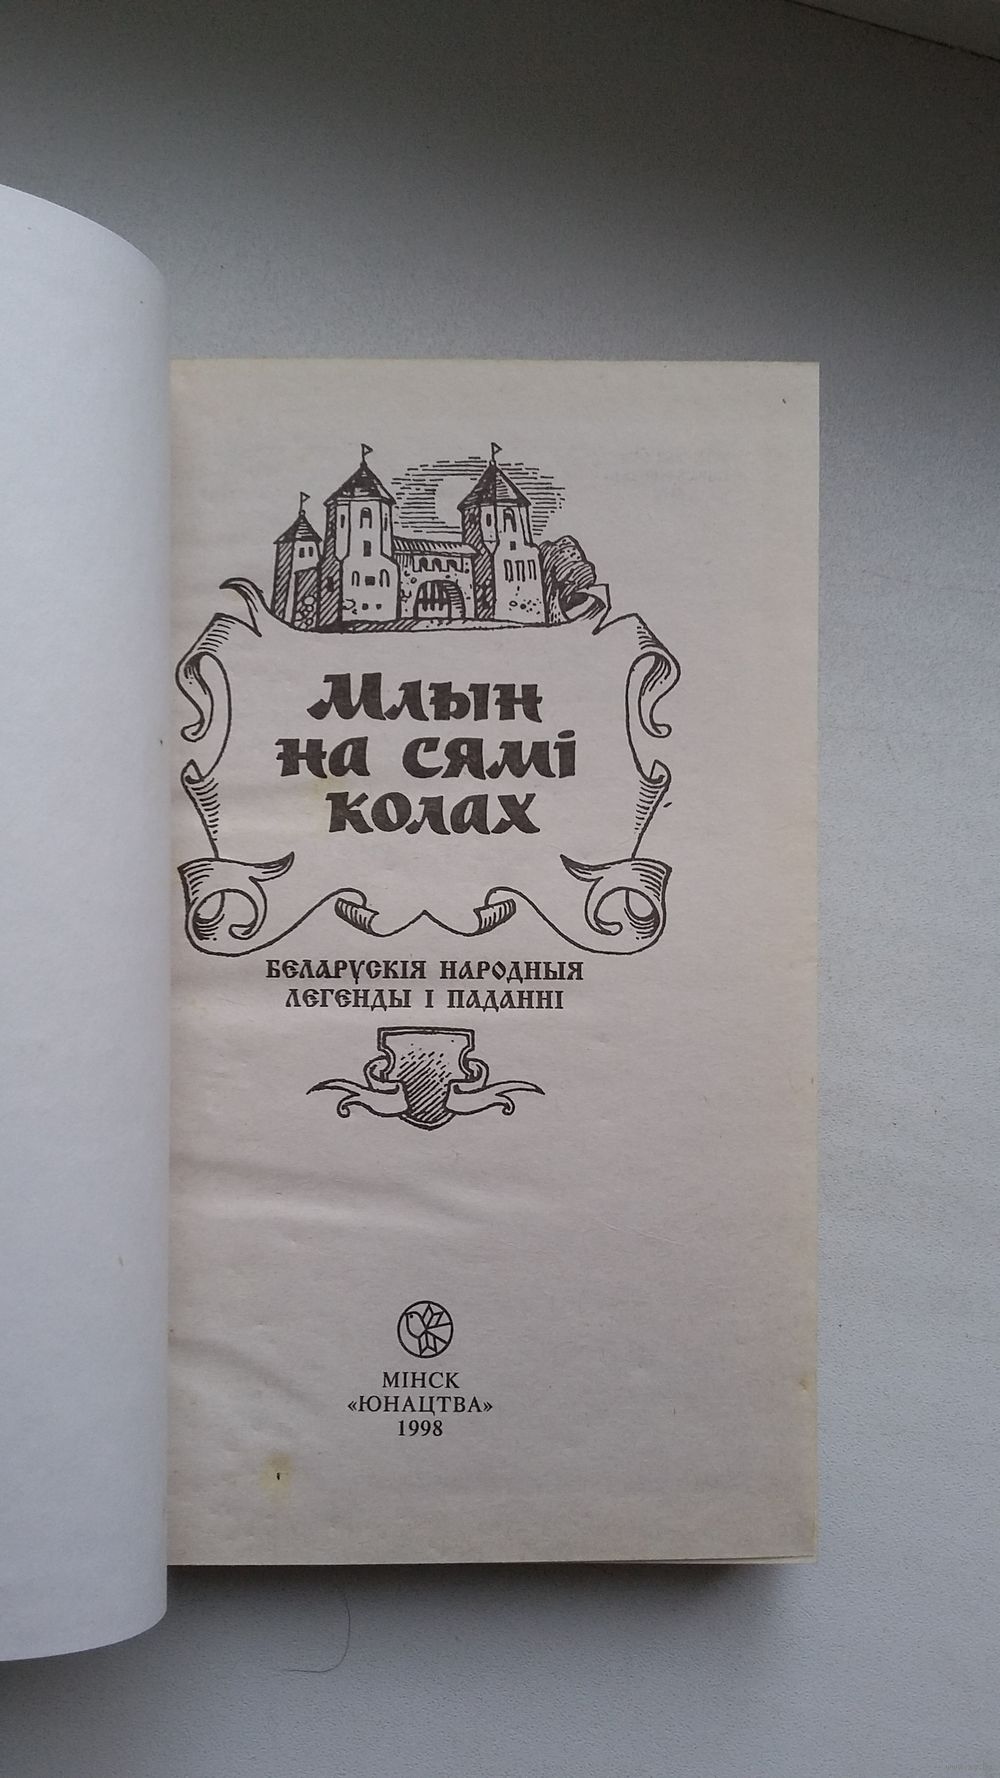 Млын
на сямі
колах
БЕЛАРУСКІЯ НАРОДНЫЯ
ЛЕГЕНДЫ І ПАДАННІ
МІНСК
«ЮНАЦТВА»
1998